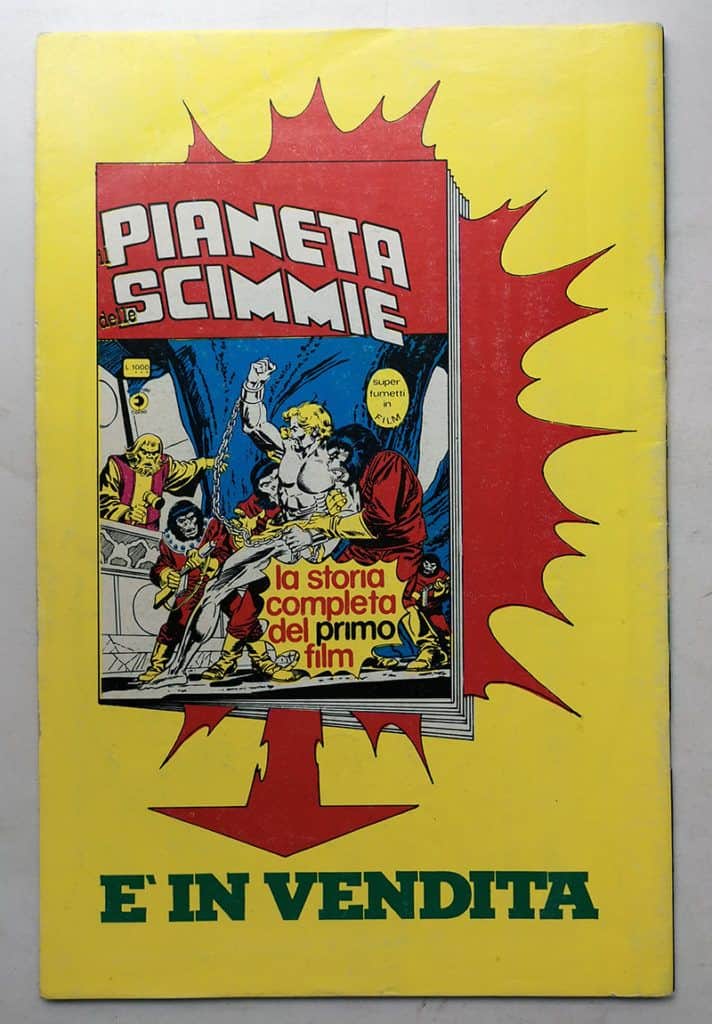 il PIANETA
delle SCIMMIE
L. 1000
super
fumetti
in
FILM
la storia
completa
del primo
film
E' IN VENDITA